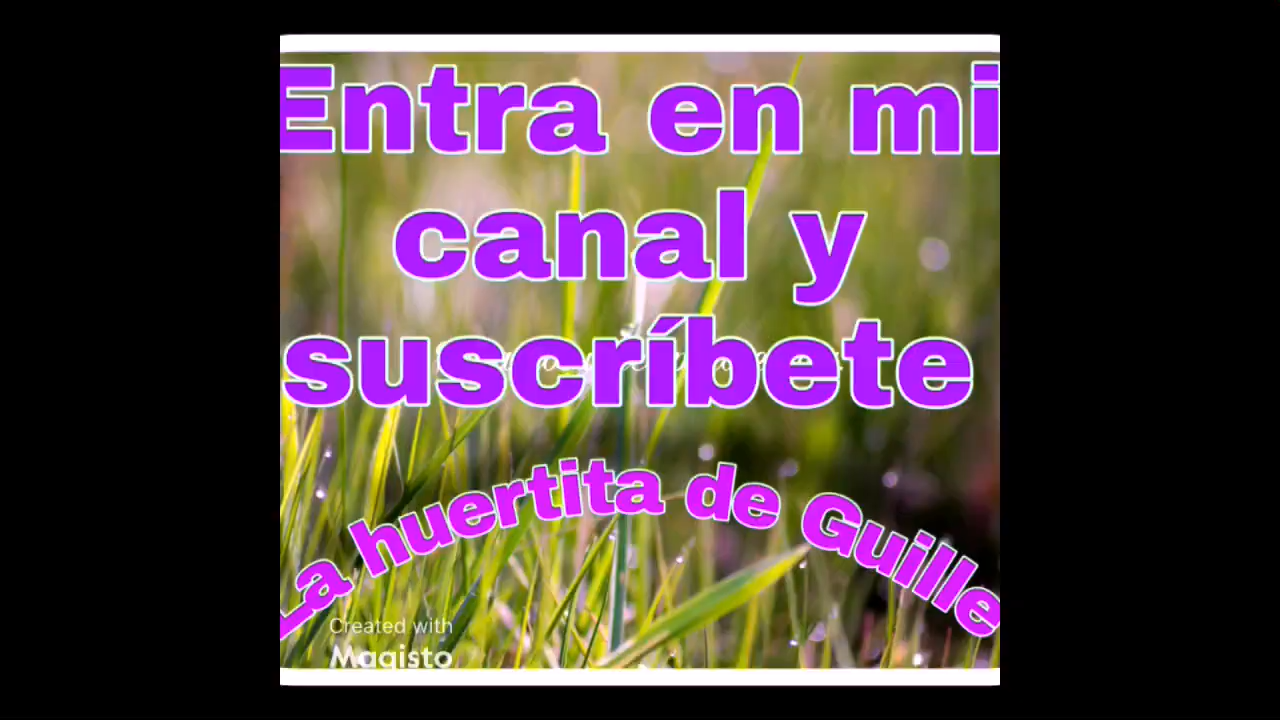 Entra en mi
canal y
suscríbete
La huertita de Guille
Created with
Magisto